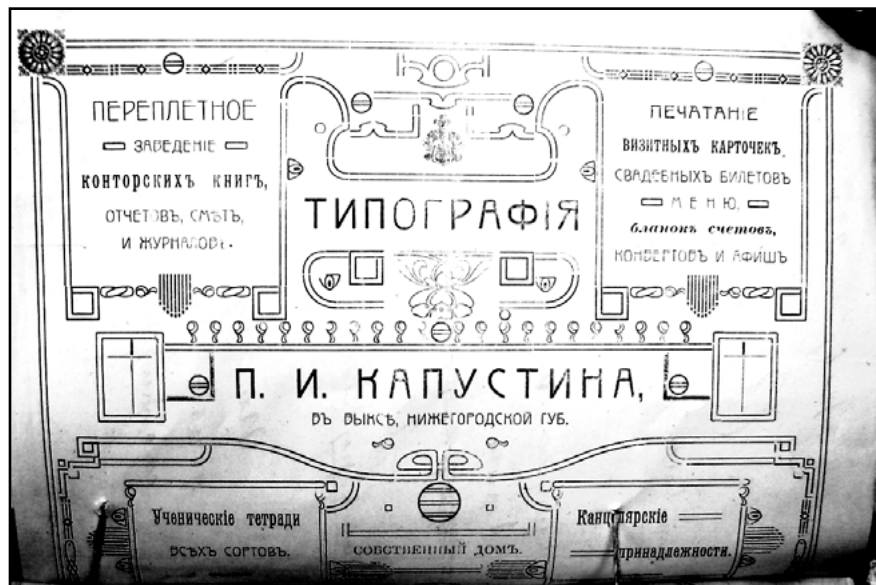 ПЕРЕПЛЕТНОЕ
ЗАВЕДЕНІЕ
КОНТОРСКИХЪ КНИГЪ,
ОТЧЕТОВЪ, СМѢТЪ,
И ЖУРНАЛОВЪ.
ТИПОГРАФІЯ
ПЕЧАТАНІЕ
ВИЗИТНЫХЪ КАРТОЧЕКЪ,
СВАДЕБНЫХЪ БИЛЕТОВЪ
МЕНЮ,
бланокъ счетовъ,
КОНВЕРТОВЪ И АФИШЪ
П. И. КАПУСТИНА,
ВЪ ВЫКСѢ, НИЖЕГОРОДСКОЙ ГУБ.
Ученическіе тетради
ВСѢХЪ СОРТОВЪ.
СОБСТВЕННЫЙ ДОМЪ.
Канцелярскіе
принадлежности.